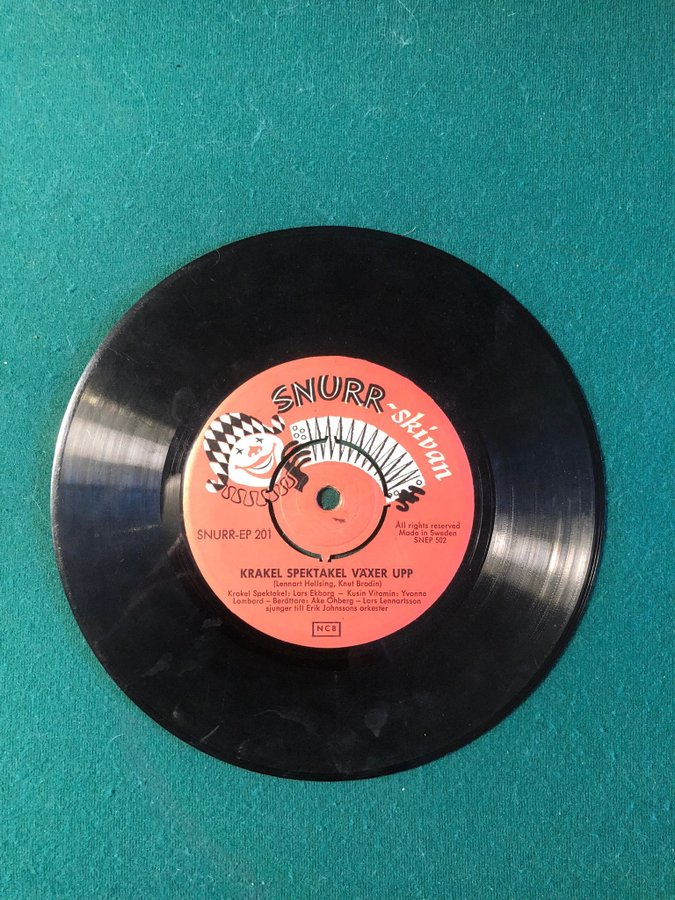 SNURR-skivan
SNURR-EP 201
All rights reserved
Made in Sweden
SNEP 502
KRAKEL SPEKTAKEL VÄXER UPP
(Lennart Hellsing, Knut Brodin)
Krakel Spektakel: Lars Ekborg — Kusin Vitamin: Yvonne
Lombard — Berättare: Åke Ohberg — Lars Lennartsson
sjunger till Erik Johnssons orkester
NCB